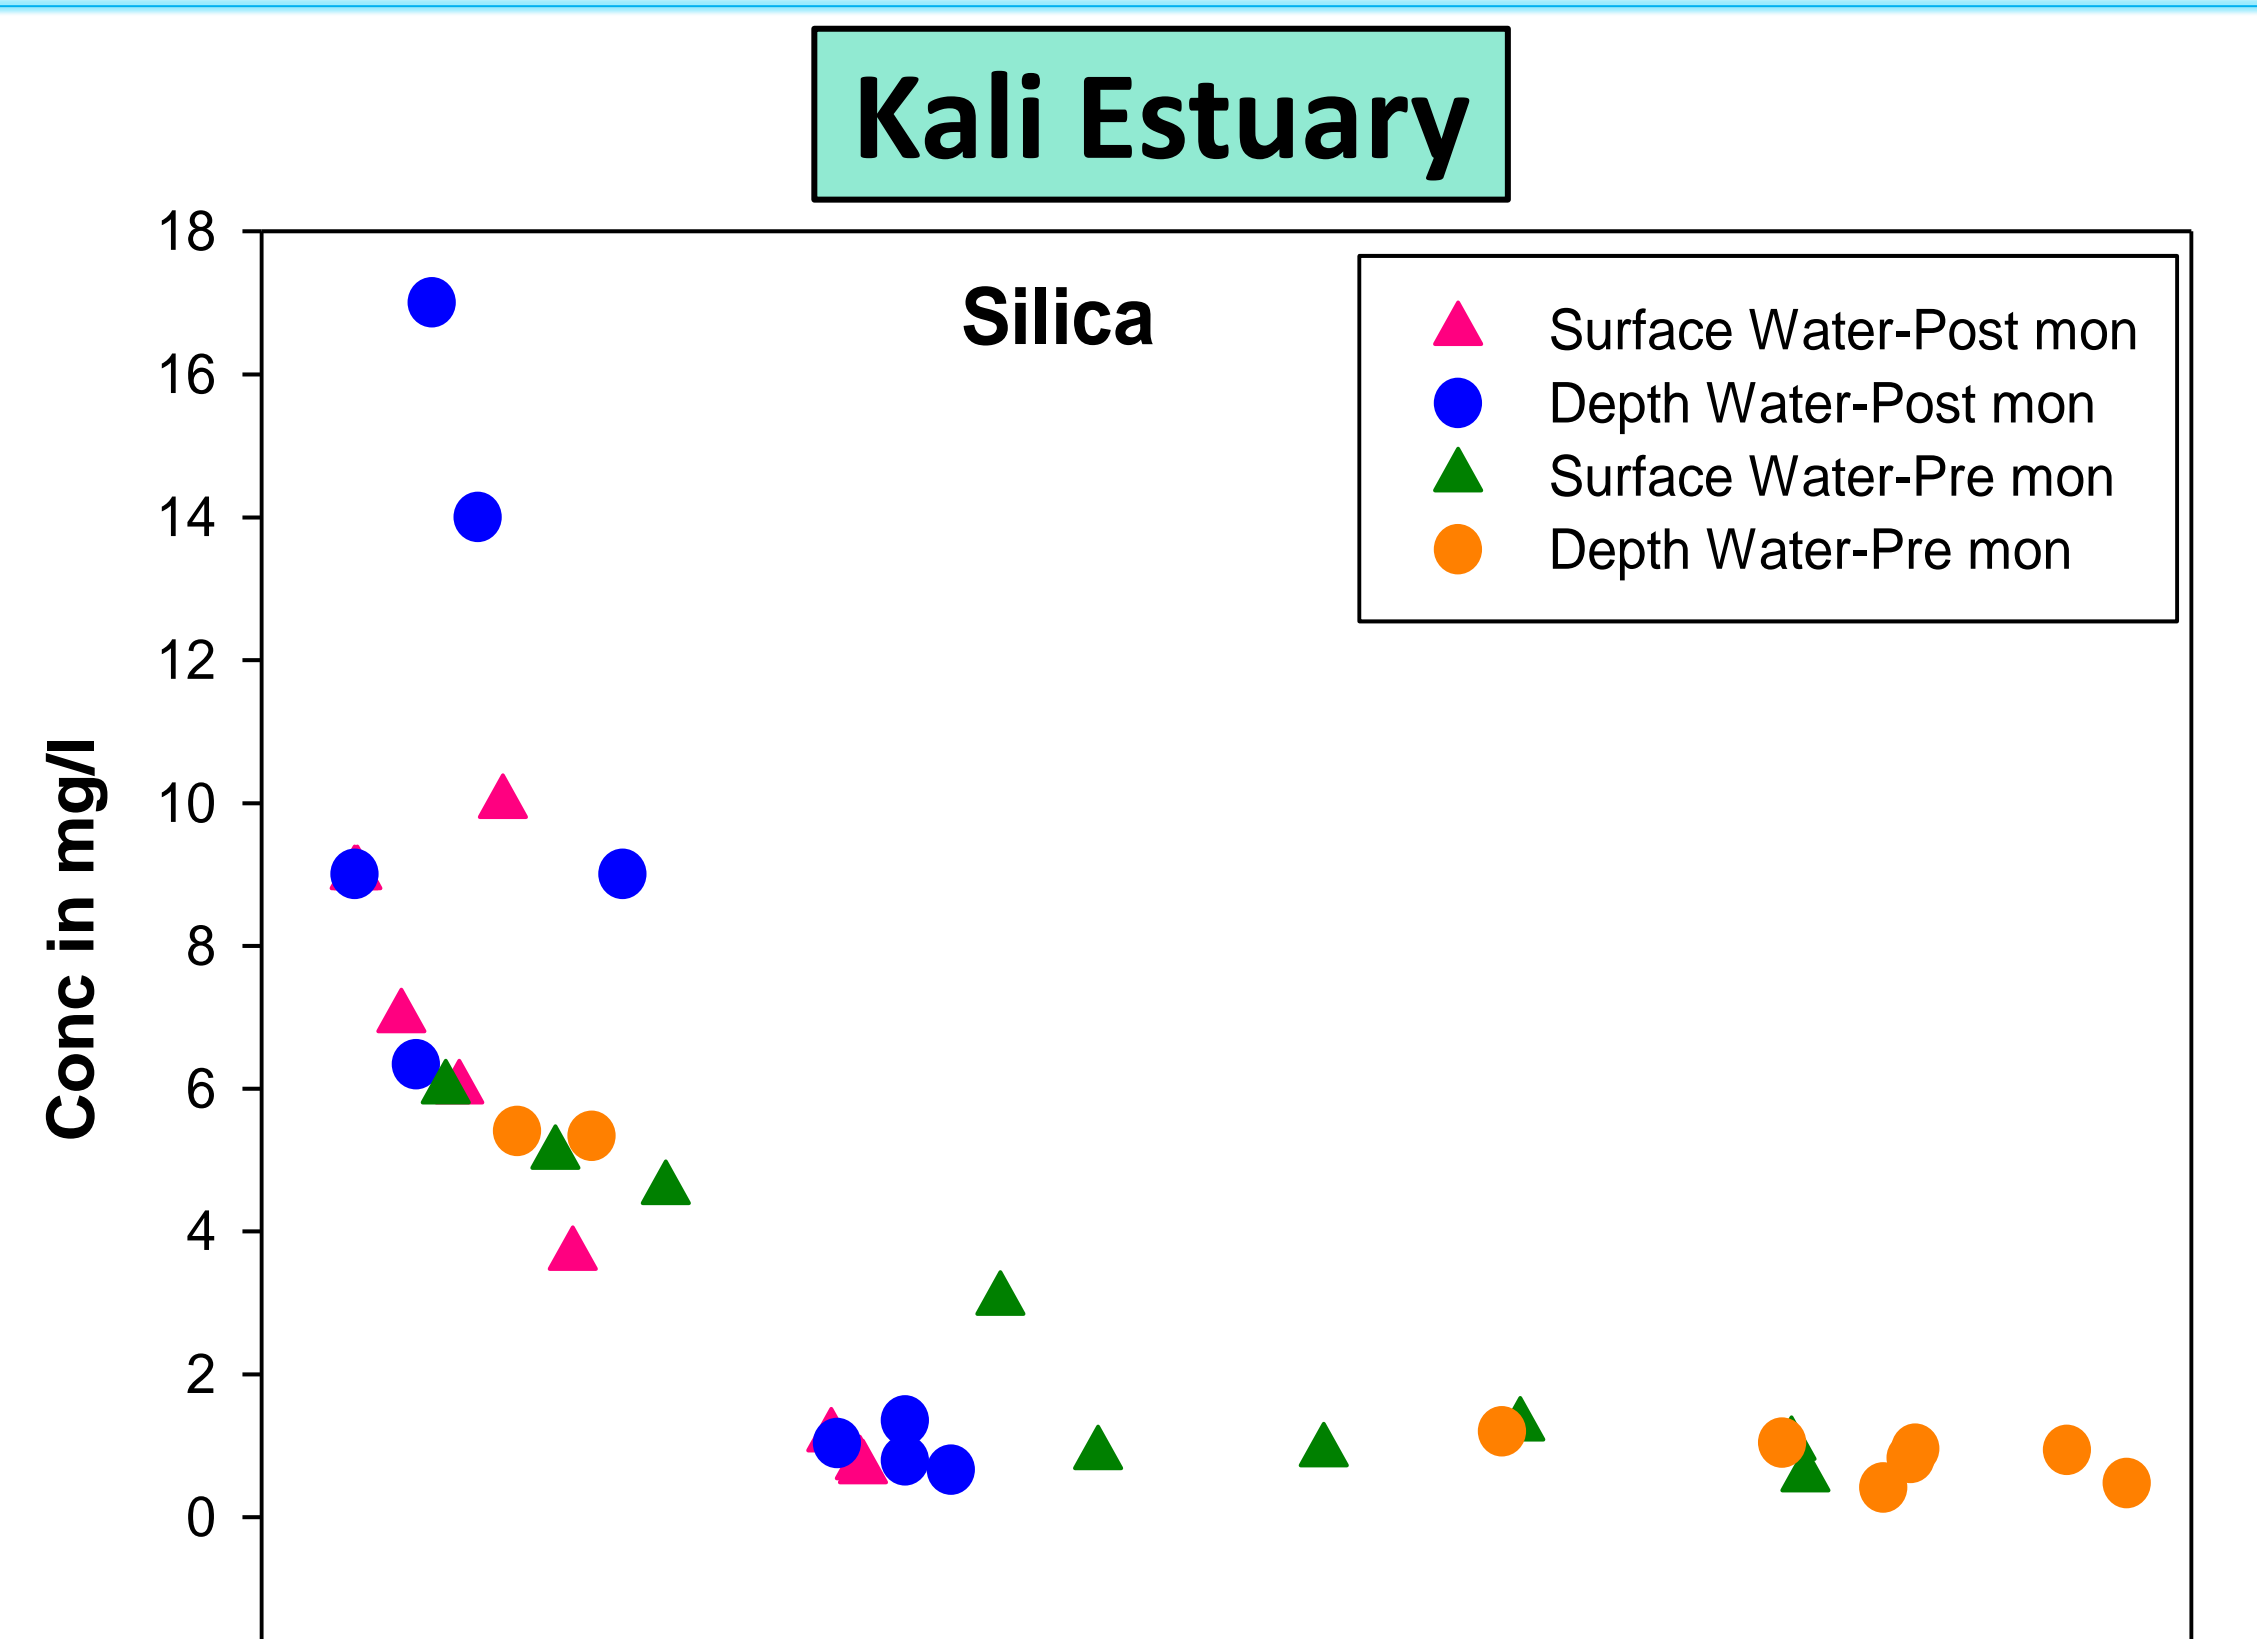 Kali Estuary
Silica
Surface Water-Post mon
Depth Water-Post mon
Surface Water-Pre mon
Depth Water-Pre mon
18
16
14
12
10
8
6
4
2
0
Conc in mg/l